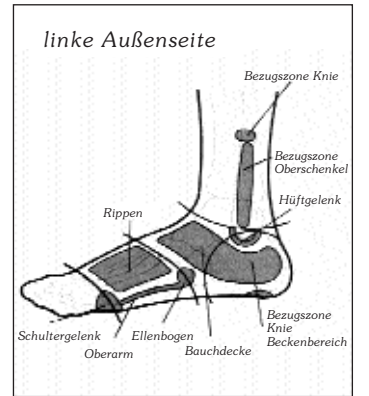 linke Außenseite
Bezugszone Knie
Bezugszone
Oberschenkel
Hüftgelenk
Rippen
Schultergelenk
Oberarm
Ellenbogen
Bauchdecke
Bezugszone
Knie
Beckenbereich